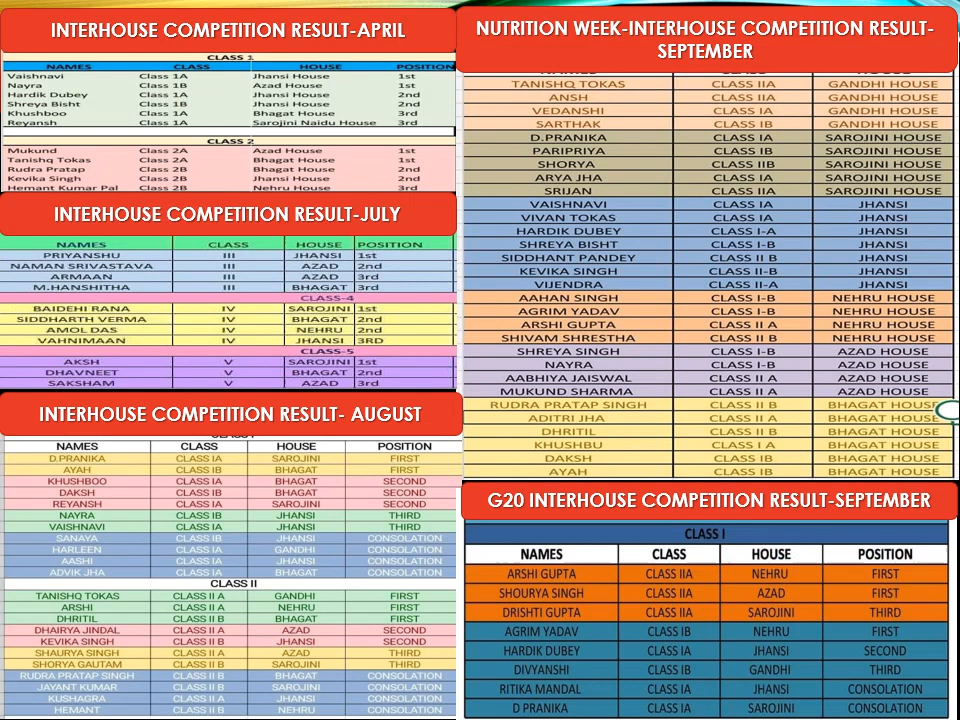 INTERHOUSE COMPETITION RESULT-APRIL
CLASS 1
NAMES CLASS HOUSE POSITION
Vaishnavi Class 1A Jhansi House 1st
Nayra Class 1B Azad House 1st
Hardik Dubey Class 1A Jhansi House 2nd
Shreya Bisht Class 1B Jhansi House 2nd
Khushboo Class 1A Bhagat House 3rd
Reyansh Class 1A Sarojini Naidu House 3rd
CLASS 2
Mukund Class 2A Azad House 1st
Tanishq Tokas Class 2A Bhagat House 1st
Rudra Pratap Class 2B Bhagat House 2nd
Kevika Singh Class 2B Jhansi House 2nd
Hemant Kumar Pal Class 2B Nehru House 3rd
INTERHOUSE COMPETITION RESULT-JULY
NAMES CLASS HOUSE POSITION
PRIYANSHU III JHANSI 1st
NAMAN SRIVASTAVA III AZAD 2nd
ARMAAN III AZAD 3rd
M.HANSHITHA III BHAGAT 3rd
CLASS-4
BAIDEHI RANA IV SAROJINI 1st
SIDDHARTH VERMA IV BHAGAT 2nd
AMOL DAS IV NEHRU 2nd
VAHNIMAAN IV JHANSI 3RD
CLASS-5
AKSH V SAROJINI 1st
DHAVNEET V BHAGAT 2nd
SAKSHAM V AZAD 3rd
INTERHOUSE COMPETITION RESULT- AUGUST
NAMES CLASS HOUSE POSITION
D.PRANIKA CLASS IA SAROJINI FIRST
AYAH CLASS IB BHAGAT FIRST
KHUSHBOO CLASS IA BHAGAT SECOND
DAKSH CLASS IB BHAGAT SECOND
REYANSH CLASS IA SAROJINI SECOND
NAYRA CLASS IB JHANSI THIRD
VAISHNAVI CLASS IA JHANSI THIRD
SANAYA CLASS IB JHANSI CONSOLATION
HARLEEN CLASS IA GANDHI CONSOLATION
AASHI CLASS IA JHANSI CONSOLATION
ADVIK JHA CLASS IA BHAGAT CONSOLATION
CLASS II
TANISHQ TOKAS CLASS II A GANDHI FIRST
ARSHI CLASS II A NEHRU FIRST
DHRITIL CLASS II B BHAGAT FIRST
DHAIRYA JINDAL CLASS II A AZAD SECOND
KEVIKA SINGH CLASS II B JHANSI SECOND
SHAURYA SINGH CLASS II A AZAD THIRD
SHORYA GAUTAM CLASS II B SAROJINI THIRD
RUDRA PRATAP SINGH CLASS II B BHAGAT CONSOLATION
JAYANT KUMAR CLASS II B SAROJINI CONSOLATION
KUSHAGRA CLASS II A JHANSI CONSOLATION
HEMANT CLASS II B NEHRU CONSOLATION
NUTRITION WEEK-INTERHOUSE COMPETITION RESULT-
SEPTEMBER
TANISHQ TOKAS CLASS IIA GANDHI HOUSE
ANSH CLASS IIA GANDHI HOUSE
VEDANSHI CLASS IA GANDHI HOUSE
SARTHAK CLASS IB GANDHI HOUSE
D.PRANIKA CLASS IA SAROJINI HOUSE
PARIPRIYA CLASS IB SAROJINI HOUSE
SHORYA CLASS IIB SAROJINI HOUSE
ARYA JHA CLASS IA SAROJINI HOUSE
SRIJAN CLASS IIA SAROJINI HOUSE
VAISHNAVI CLASS IA JHANSI
VIVAN TOKAS CLASS IA JHANSI
HARDIK DUBEY CLASS I-A JHANSI
SHREYA BISHT CLASS I-B JHANSI
SIDDHANT PANDEY CLASS II B JHANSI
KEVIKA SINGH CLASS II-B JHANSI
VIJENDRA CLASS II-A JHANSI
AAHAN SINGH CLASS I-B NEHRU HOUSE
AGRIM YADAV CLASS I-B NEHRU HOUSE
ARSHI GUPTA CLASS II A NEHRU HOUSE
SHIVAM SHRESTHA CLASS II B NEHRU HOUSE
SHREYA SINGH CLASS I-B AZAD HOUSE
NAYRA CLASS I-B AZAD HOUSE
AABHIYA JAISWAL CLASS II A AZAD HOUSE
MUKUND SHARMA CLASS II A AZAD HOUSE
RUDRA PRATAP SINGH CLASS II B BHAGAT HOUSE
ADITRI JHA CLASS II A BHAGAT HOUSE
DHRITIL CLASS II B BHAGAT HOUSE
KHUSHBU CLASS I A BHAGAT HOUSE
DAKSH CLASS IB BHAGAT HOUSE
AYAH CLASS IB BHAGAT HOUSE
G20 INTERHOUSE COMPETITION RESULT-SEPTEMBER
CLASS I
NAMES CLASS HOUSE POSITION
ARSHI GUPTA CLASS IIA NEHRU FIRST
SHOURYA SINGH CLASS IIA AZAD FIRST
DRISHTI GUPTA CLASS IIA SAROJINI THIRD
AGRIM YADAV CLASS IB NEHRU FIRST
HARDIK DUBEY CLASS IA JHANSI SECOND
DIVYANSHI CLASS IB GANDHI THIRD
RITIKA MANDAL CLASS IA JHANSI CONSOLATION
D PRANIKA CLASS IA SAROJINI CONSOLATION